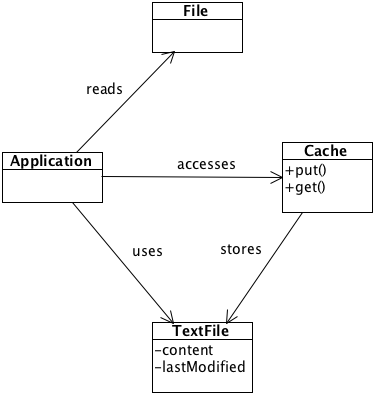 File
reads
Application
accesses
Cache
+put()
+get()
uses
stores
TextFile
-content
-lastModified